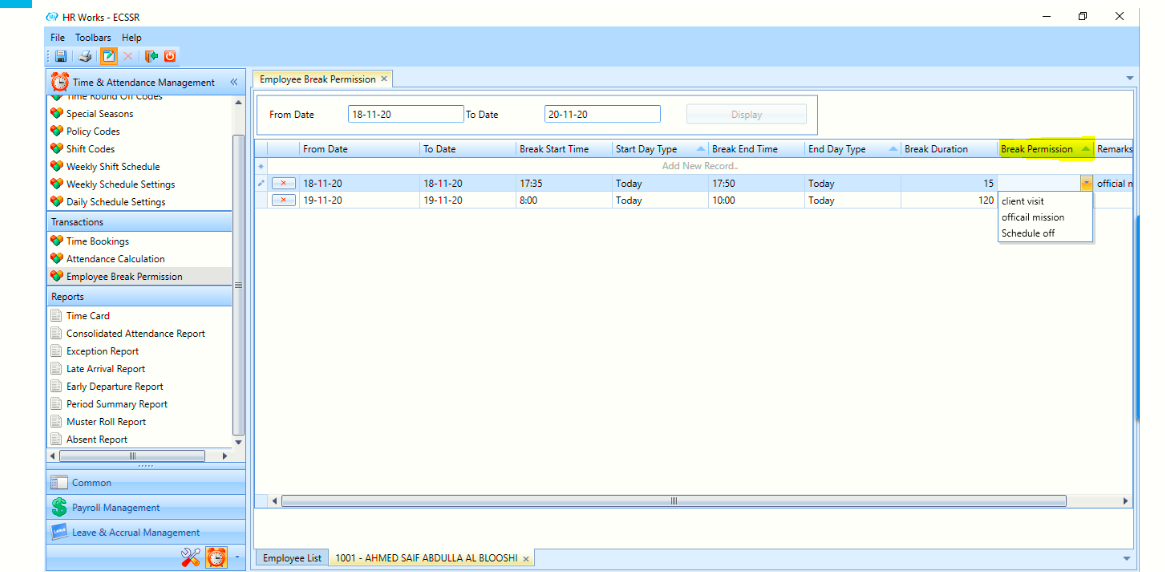 HR Works - ECSSR
File Toolbars Help
Time & Attendance Management
Employee Break Permission
Time Round Off Codes
Special Seasons
Policy Codes
Shift Codes
Weekly Shift Schedule
Weekly Schedule Settings
Daily Schedule Settings
Transactions
Time Bookings
Attendance Calculation
Employee Break Permission
Reports
Time Card
Consolidated Attendance Report
Exception Report
Late Arrival Report
Early Departure Report
Period Summary Report
Muster Roll Report
Absent Report
Common
Payroll Management
Leave & Accrual Management
From Date 18-11-20 To Date 20-11-20 Display
From Date To Date Break Start Time Start Day Type Break End Time End Day Type Break Duration Break Permission Remarks
Add New Record..
18-11-20 18-11-20 17:35 Today 17:50 Today 15 official m
19-11-20 19-11-20 8:00 Today 10:00 Today 120
client visit
officail mission
Schedule off
Employee List 1001 - AHMED SAIF ABDULLA AL BLOOSHI